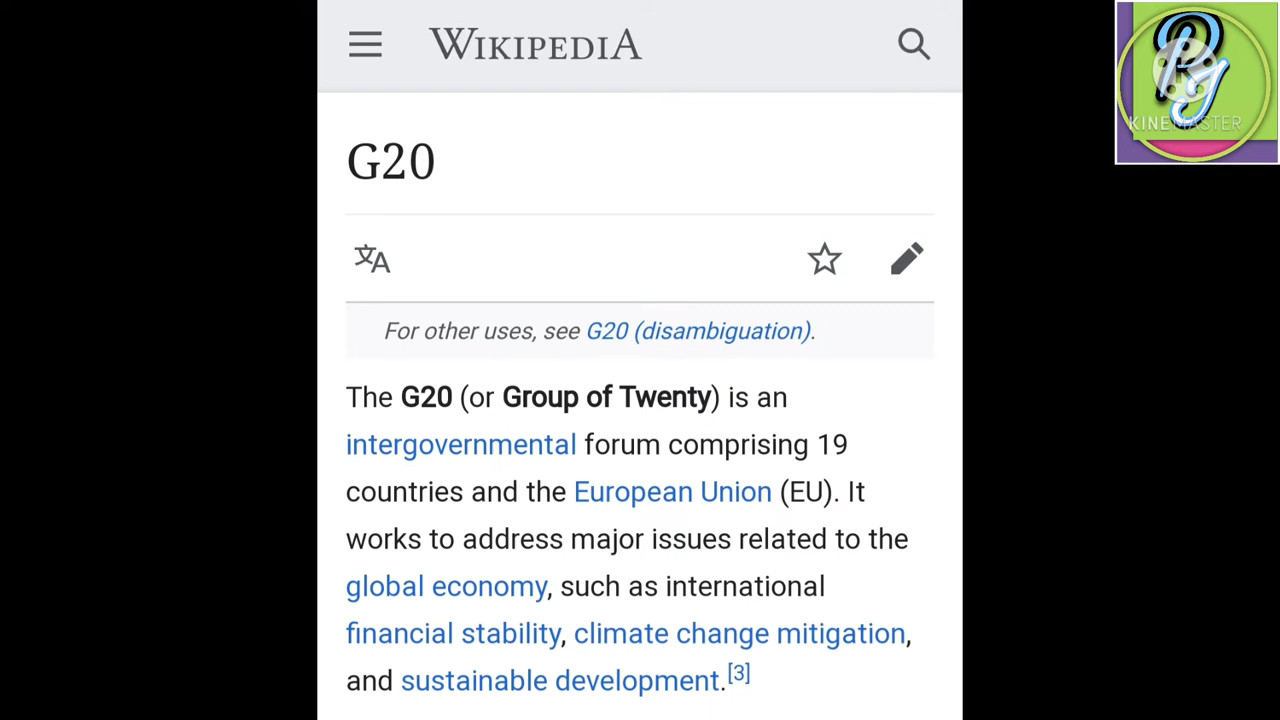 WIKIPEDIA
KINEMASTER
G20
For other uses, see G20 (disambiguation).
The G20 (or Group of Twenty) is an
intergovernmental forum comprising 19
countries and the European Union (EU). It
works to address major issues related to the
global economy, such as international
financial stability, climate change mitigation,
and sustainable development.[3]